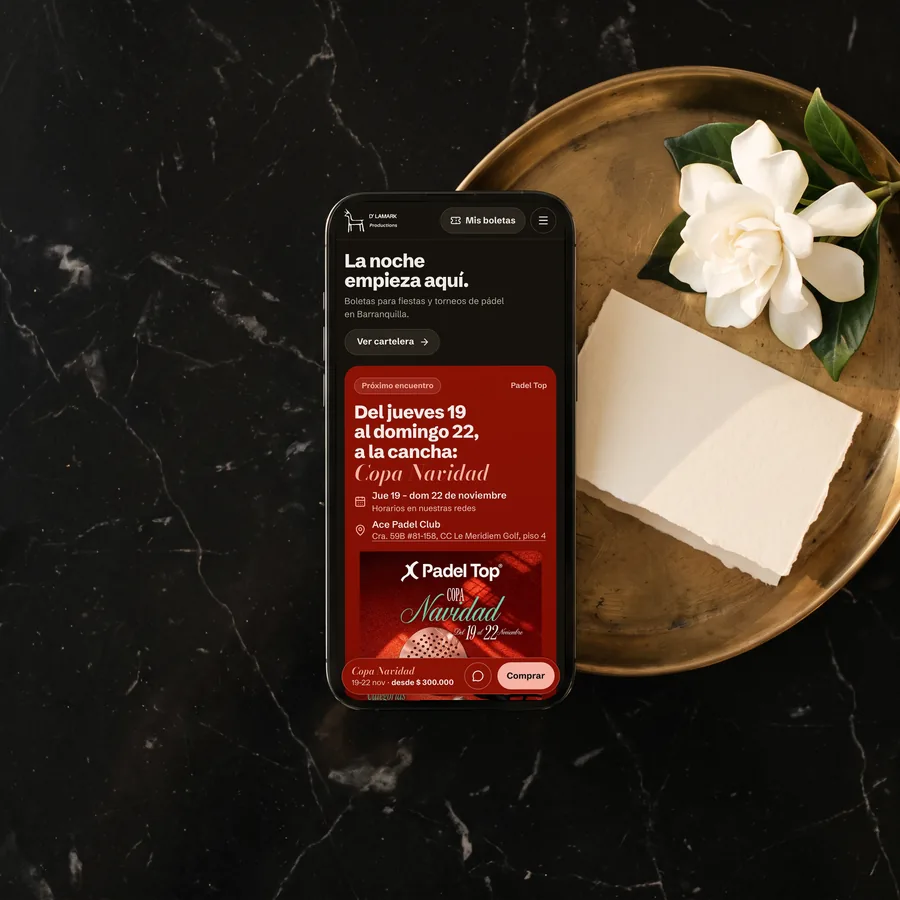 D' LAMARK
Productions
Mis boletas
La noche
empieza aquí.
Boletas para fiestas y torneos de pádel
en Barranquilla.
Ver cartelera
Próximo encuentro
Padel Top
Del jueves 19
al domingo 22,
a la cancha:
Copa Navidad
Jue 19 – dom 22 de noviembre
Horarios en nuestras redes
Ace Padel Club
Cra. 59B #81-158, CC Le Meridiem Golf, piso 4
Padel Top
COPA
Navidad
Del 19 al 22 Noviembre
Copa Navidad
19–22 nov · desde $ 300.000
Comprar
Categorías